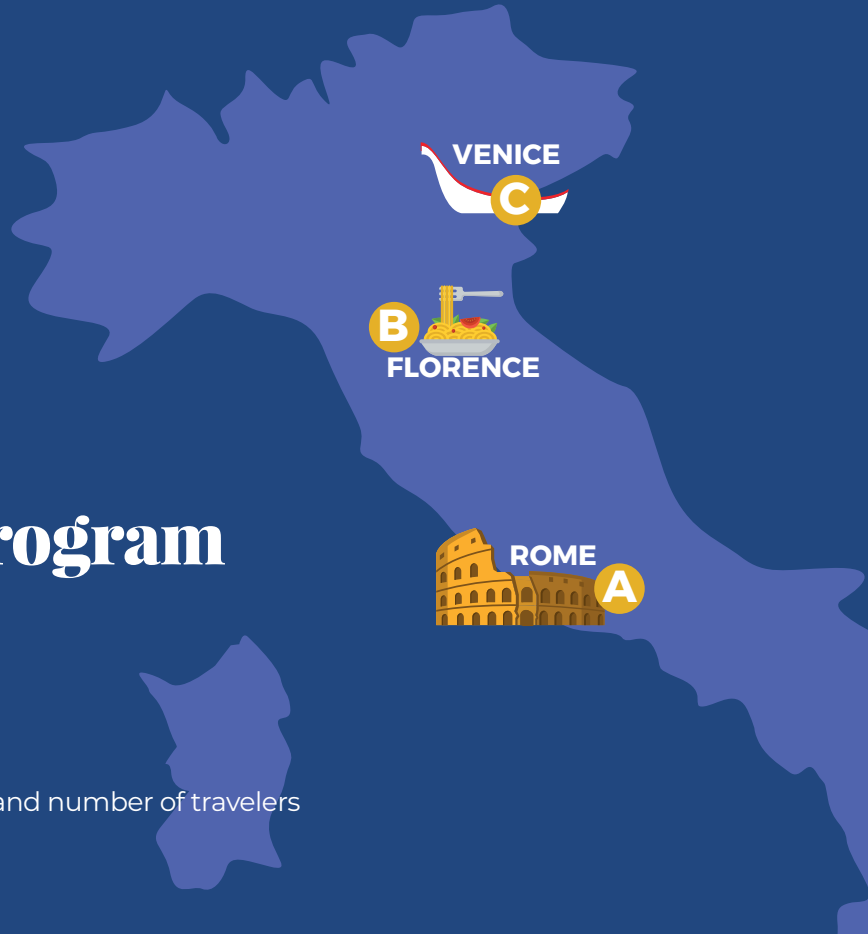 VENICE
C
B
FLORENCE
rogram
ROME
A
and number of travelers